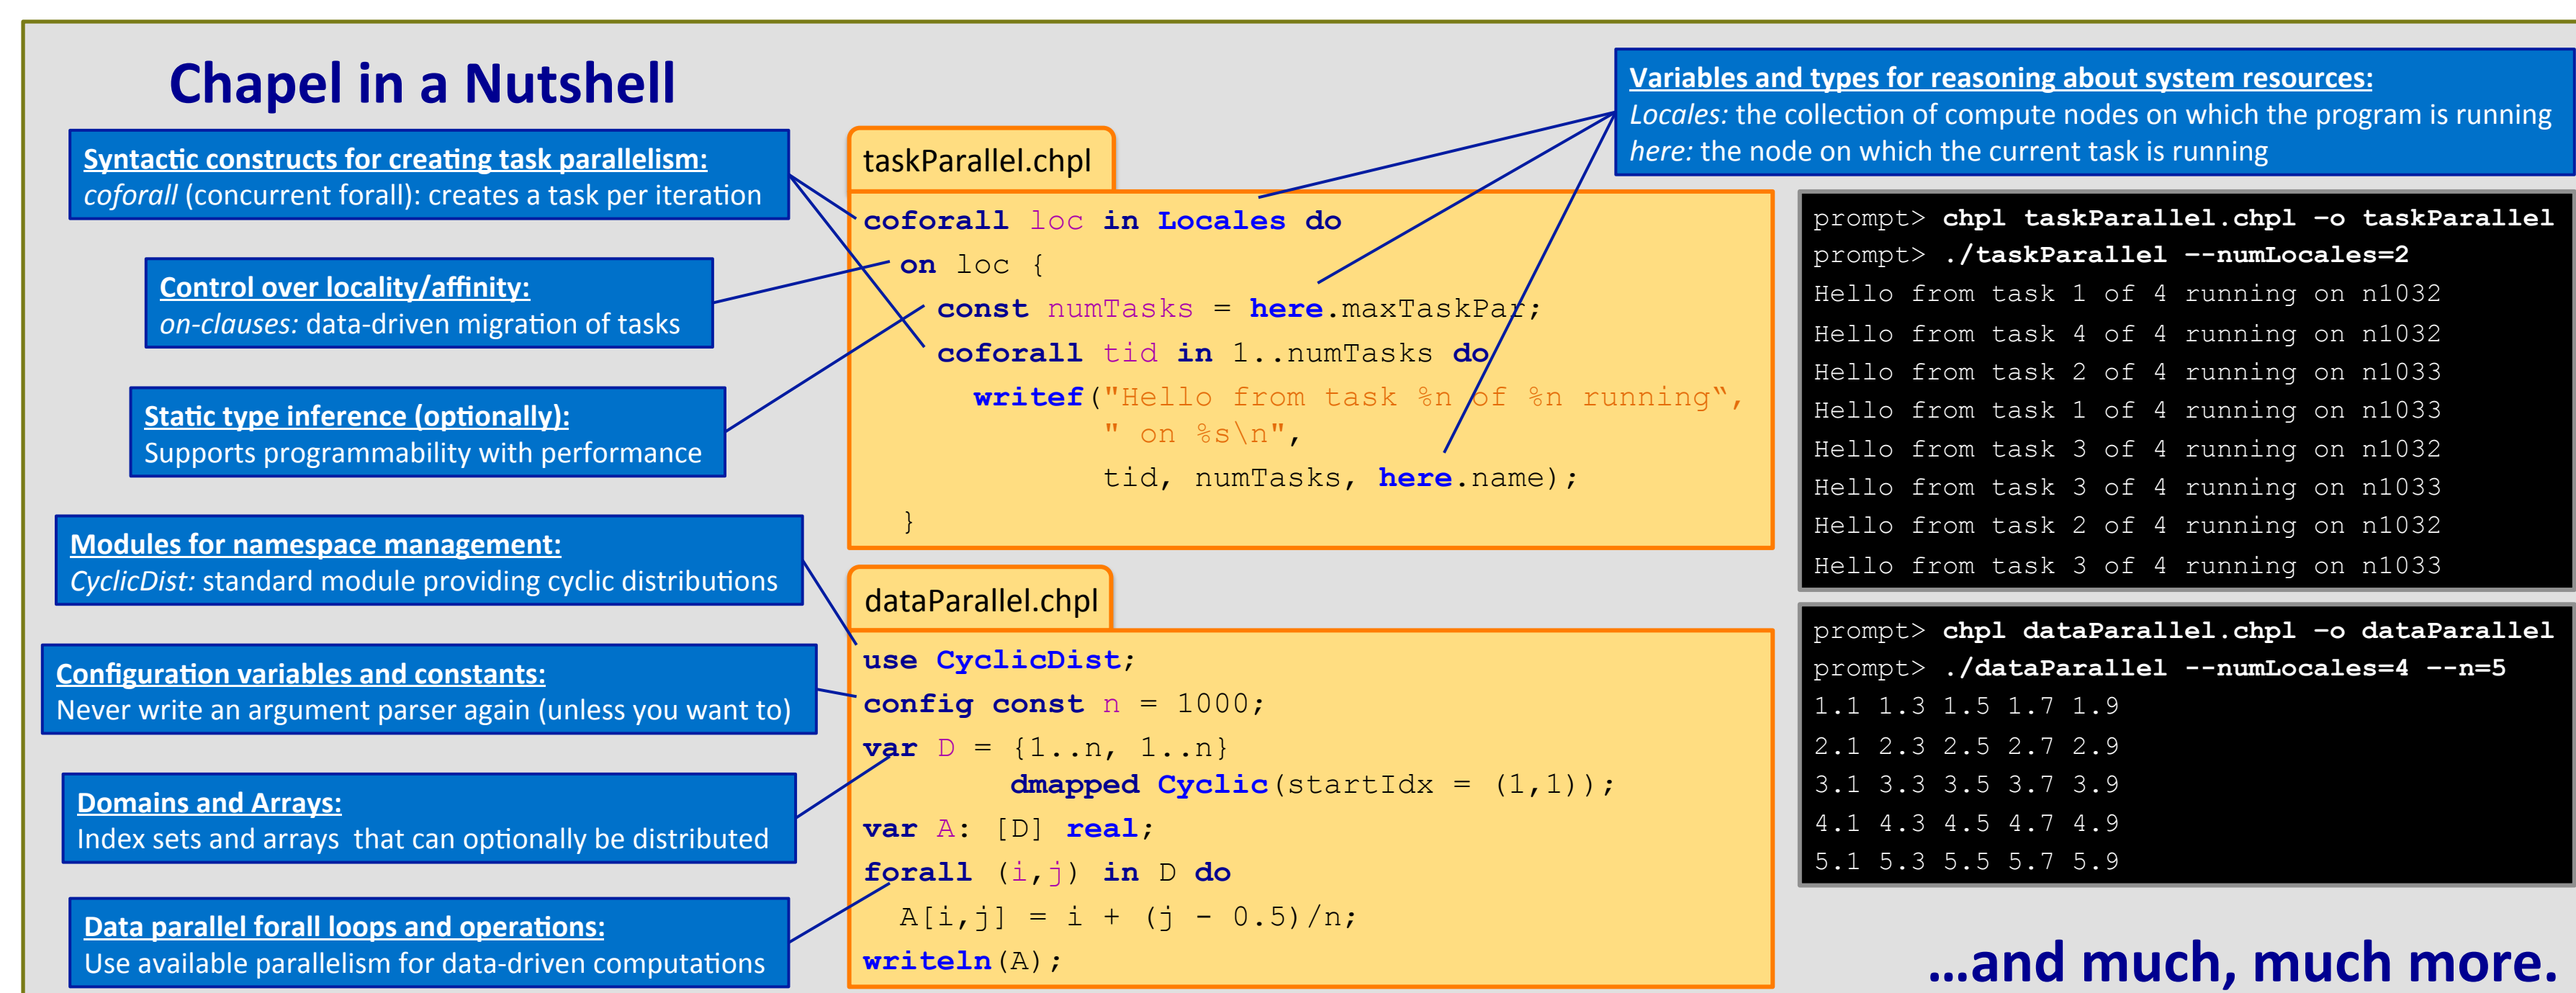 Chapel in a Nutshell
Syntactic constructs for creating task parallelism:
coforall (concurrent forall): creates a task per iteration
Control over locality/affinity:
on-clauses: data-driven migration of tasks
Static type inference (optionally):
Supports programmability with performance
Modules for namespace management:
CyclicDist: standard module providing cyclic distributions
Configuration variables and constants:
Never write an argument parser again (unless you want to)
Domains and Arrays:
Index sets and arrays  that can optionally be distributed
Data parallel forall loops and operations:
Use available parallelism for data-driven computations
Variables and types for reasoning about system resources:
Locales: the collection of compute nodes on which the program is running
here: the node on which the current task is running
taskParallel.chpl
coforall loc in Locales do
  on loc {
    const numTasks = here.maxTaskPar;
    coforall tid in 1..numTasks do
      writef("Hello from task %n of %n running“,
             " on %s\n",
             tid, numTasks, here.name);
  }
dataParallel.chpl
use CyclicDist;
config const n = 1000;
var D = {1..n, 1..n}
        dmapped Cyclic(startIdx = (1,1));
var A: [D] real;
forall (i,j) in D do
  A[i,j] = i + (j - 0.5)/n;
writeln(A);
prompt> chpl taskParallel.chpl –o taskParallel
prompt> ./taskParallel --numLocales=2
Hello from task 1 of 4 running on n1032
Hello from task 4 of 4 running on n1032
Hello from task 2 of 4 running on n1033
Hello from task 1 of 4 running on n1033
Hello from task 3 of 4 running on n1032
Hello from task 3 of 4 running on n1033
Hello from task 2 of 4 running on n1032
Hello from task 3 of 4 running on n1033
prompt> chpl dataParallel.chpl –o dataParallel
prompt> ./dataParallel --numLocales=4 –-n=5
1.1 1.3 1.5 1.7 1.9
2.1 2.3 2.5 2.7 2.9
3.1 3.3 3.5 3.7 3.9
4.1 4.3 4.5 4.7 4.9
5.1 5.3 5.5 5.7 5.9
…and much, much more.